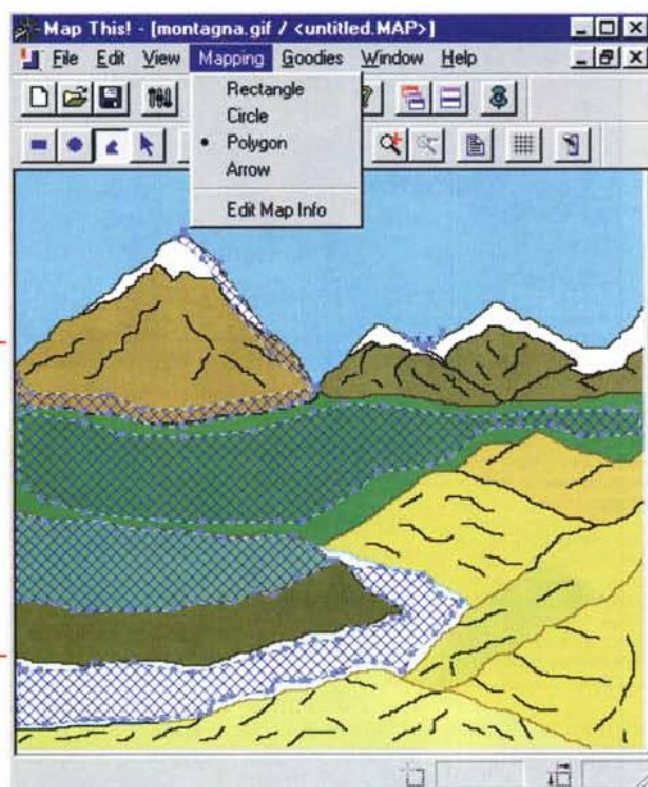 Map This! - [montagna.gif / <untitled.MAP>]
File Edit View Mapping Goodies Window Help
Rectangle
Circle
Polygon
Arrow
Edit Map Info